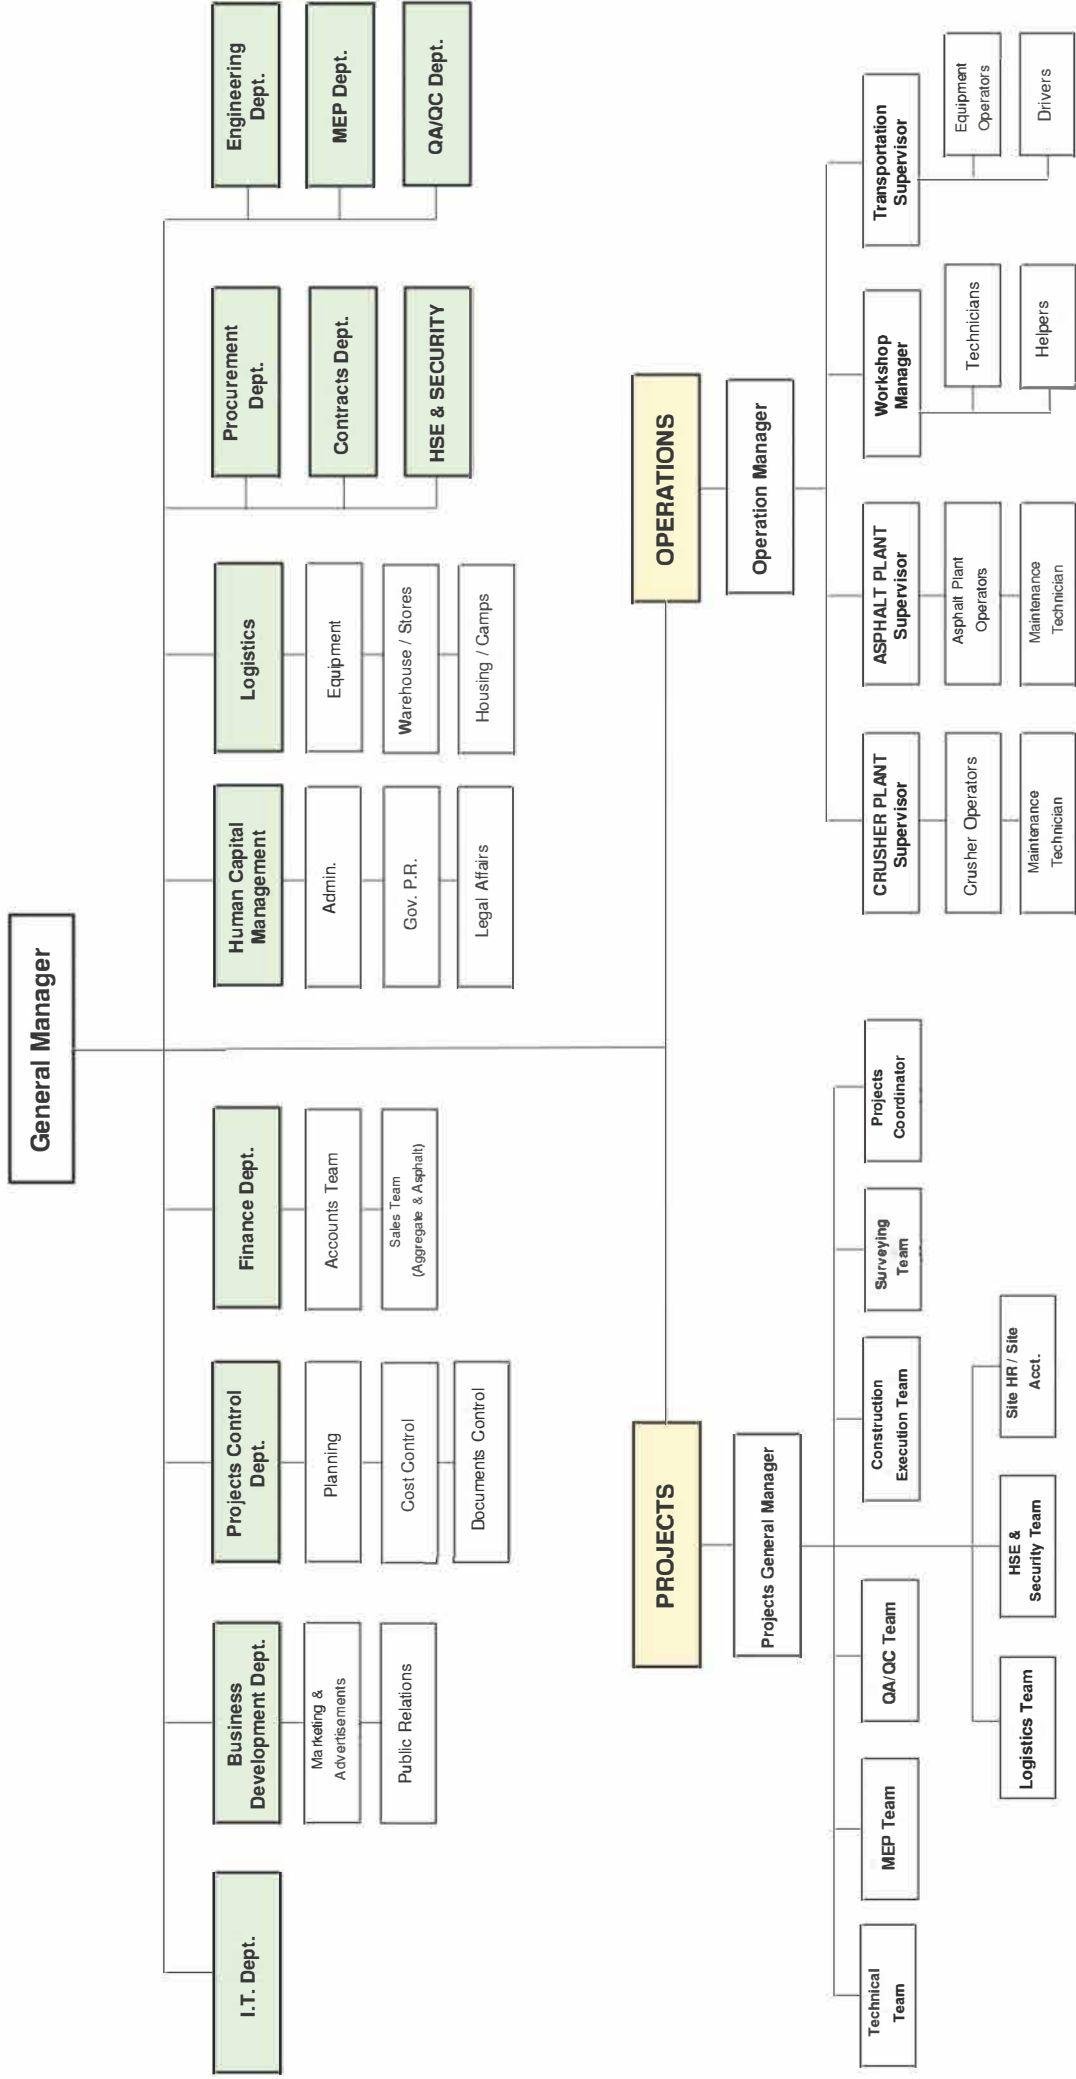 General Manager
I.T. Dept.
Business
Development Dept.
Marketing &
Advertisements
Public Relations
Projects Control
Dept.
Planning
Cost Control
Documents Control
Finance Dept.
Accounts Team
Sales Team
(Aggregate & Asphalt)
Human Capital
Management
Admin.
Gov. P.R.
Legal Affairs
Logistics
Equipment
Warehouse / Stores
Housing / Camps
Procurement
Dept.
Contracts Dept.
HSE & SECURITY
Engineering
Dept.
MEP Dept.
QA/QC Dept.
PROJECTS
Projects General Manager
Technical
Team
MEP Team
QA/QC Team
Construction
Execution Team
Surveying
Team
Projects
Coordinator
Logistics Team
HSE &
Security Team
Site HR / Site
Acct.
OPERATIONS
Operation Manager
CRUSHER PLANT
Supervisor
Crusher Operators
Maintenance
Technician
ASPHALT PLANT
Supervisor
Asphalt Plant
Operators
Maintenance
Technician
Workshop
Manager
Technicians
Helpers
Transportation
Supervisor
Equipment
Operators
Drivers